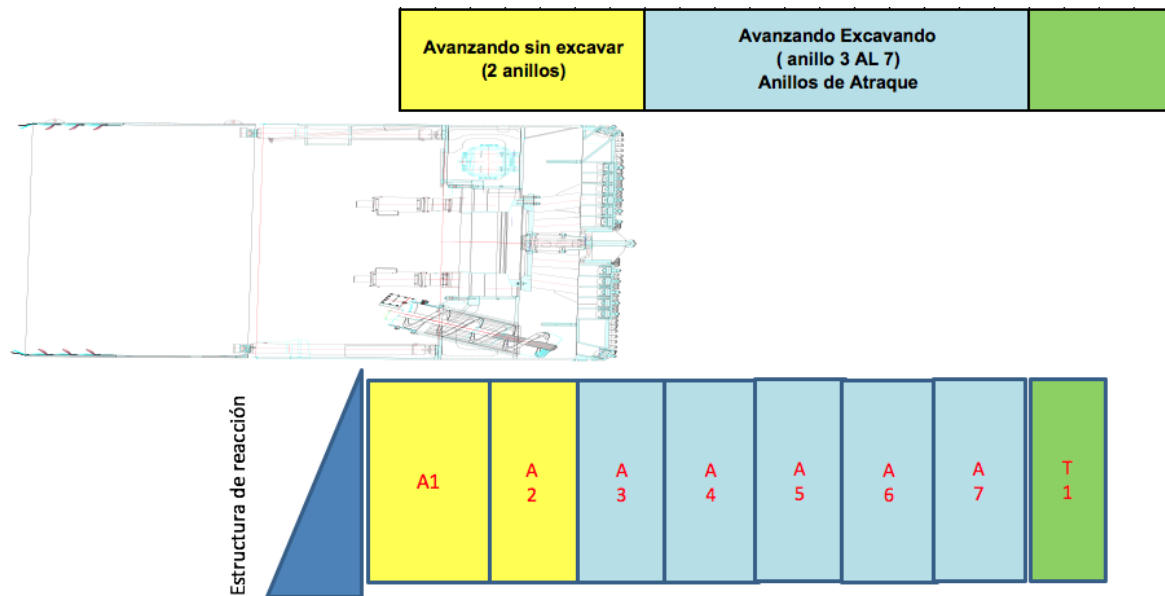 Avanzando sin excavar
(2 anillos)
Avanzando Excavando
( anillo 3 AL 7)
Anillos de Atraque
Estructura de reacción
A1
A
2
A
3
A
4
A
5
A
6
A
7
T
1